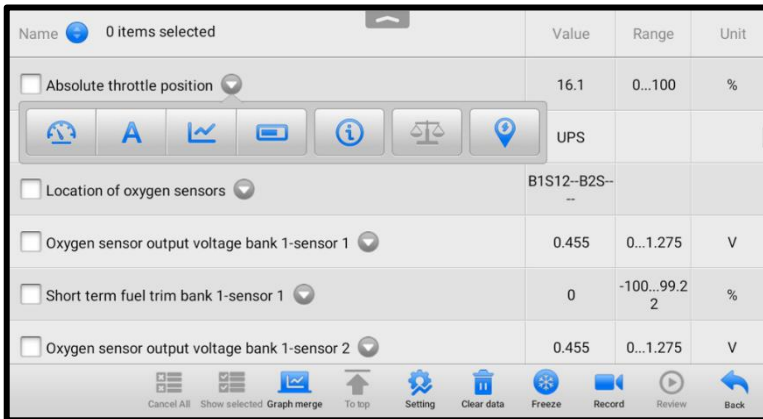 Name 0 items selected Value Range Unit
Absolute throttle position 16.1 0...100 %
A
UPS
Location of oxygen sensors B1S12--B2S--
--
Oxygen sensor output voltage bank 1-sensor 1 0.455 0...1.275 V
Short term fuel trim bank 1-sensor 1 0 -100...99.2
2 %
Oxygen sensor output voltage bank 1-sensor 2 0.455 0...1.275 V
Cancel All Show selected Graph merge To top Setting Clear data Freeze Record Review Back